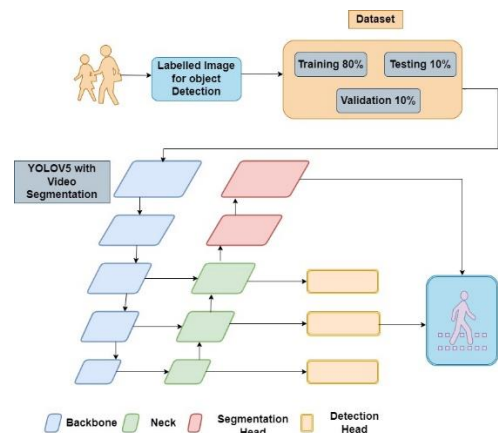 Dataset
Labelled Image
for object
Detection
Training 80%
Testing 10%
Validation 10%
YOLOV5 with
Video
Segmentation
Backbone
Neck
Segmentation
Head
Detection
Head